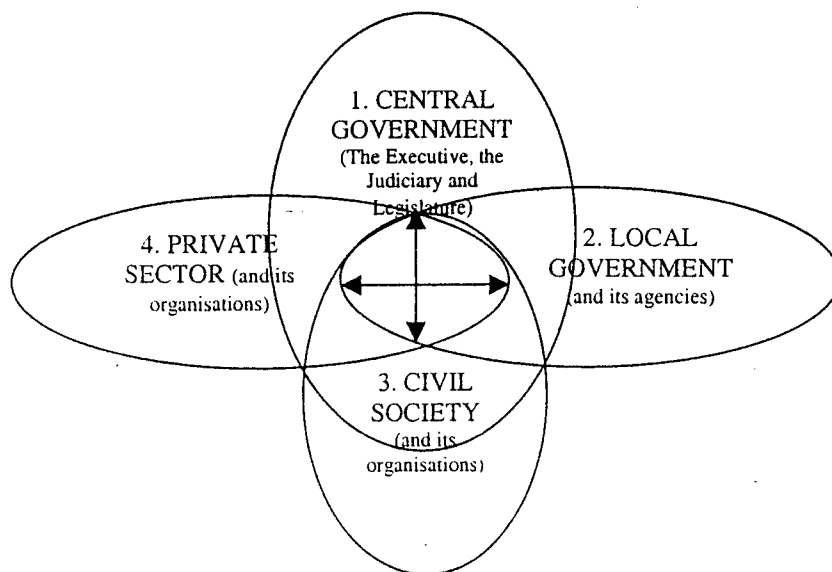 1. CENTRAL
GOVERNMENT
(The Executive, the
Judiciary and
Legislature)
4. PRIVATE
SECTOR (and its
organisations)
2. LOCAL
GOVERNMENT
(and its agencies)
3. CIVIL
SOCIETY
(and its
organisations)